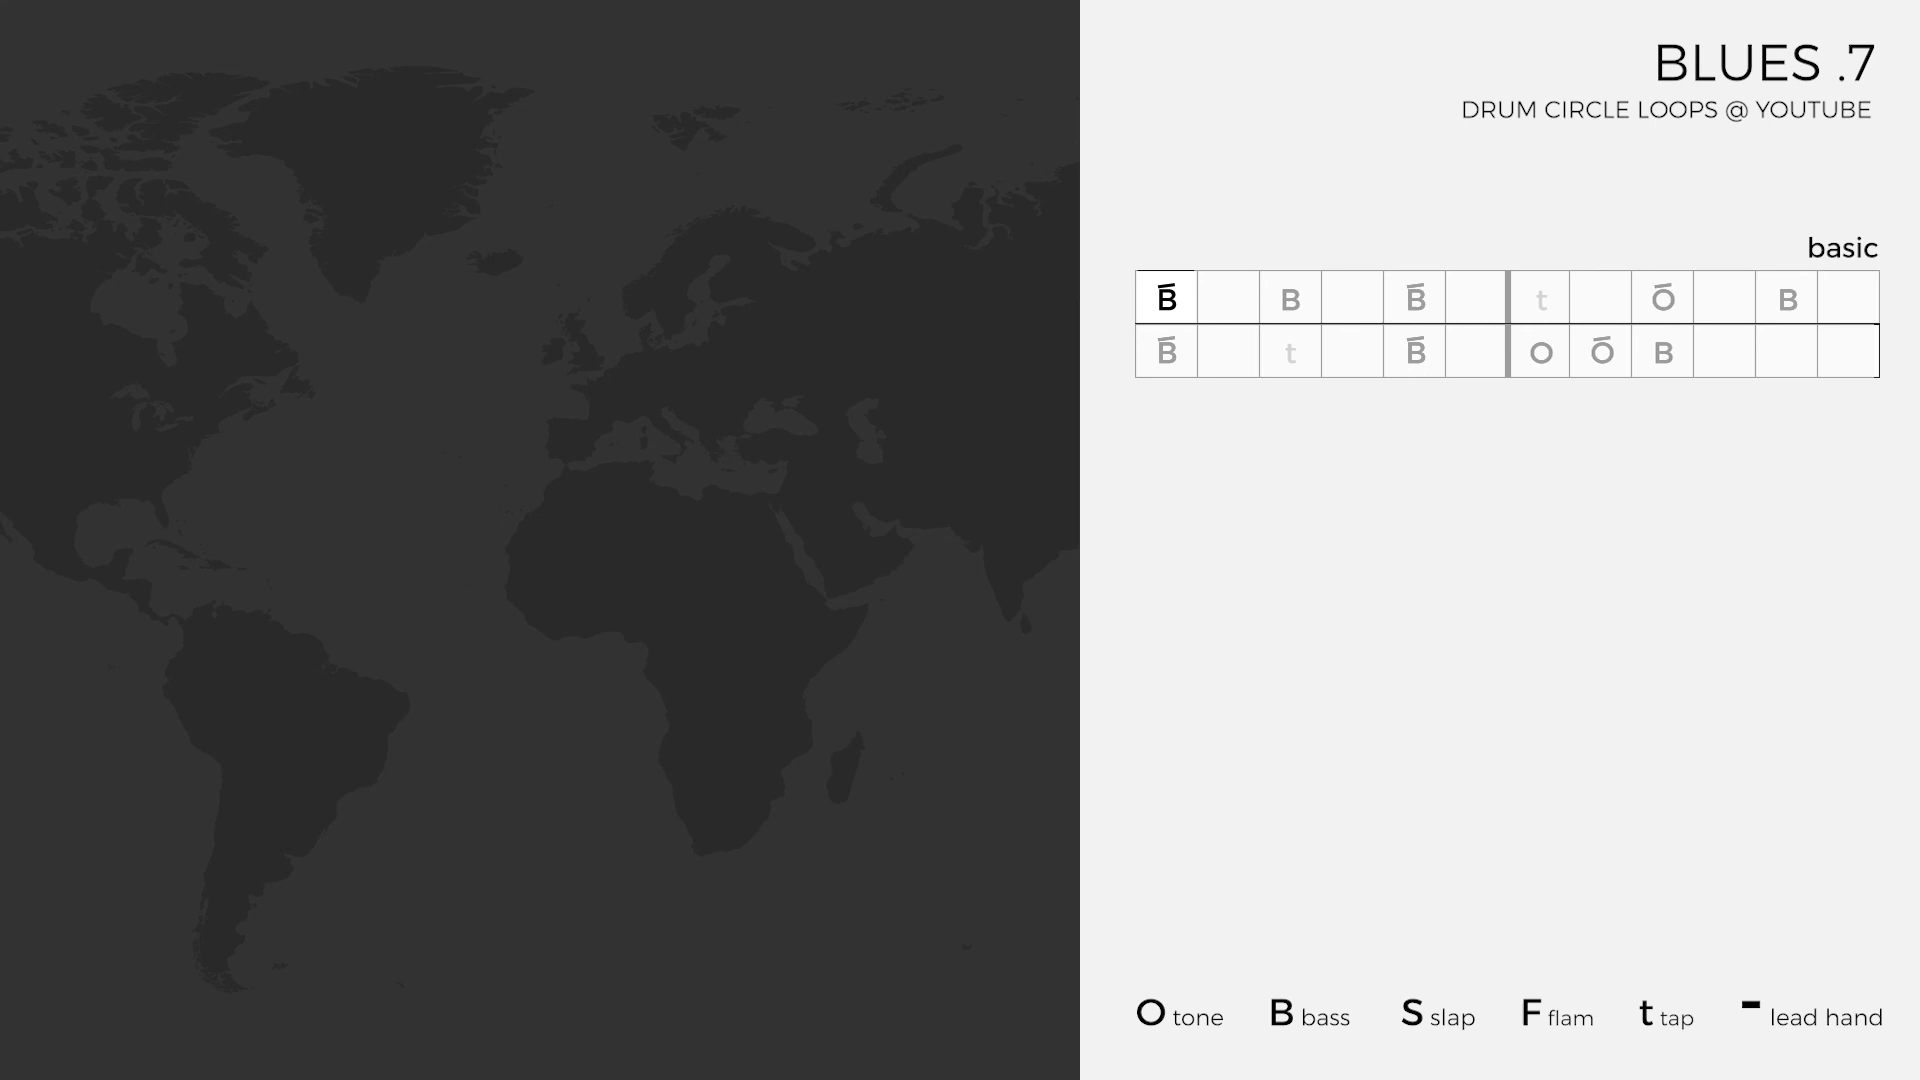 BLUES .7
DRUM CIRCLE LOOPS @ YOUTUBE
basic
B̄ B B̄ t Ō B
B̄ t B̄ O Ō B
O tone B bass S slap F flam t tap - lead hand